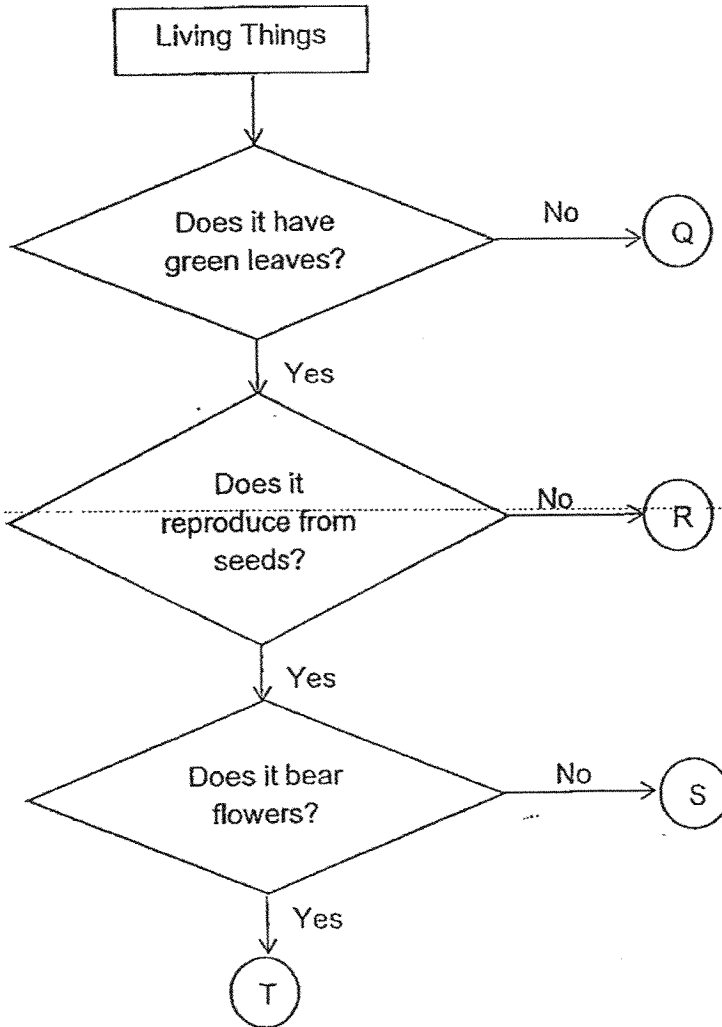 Living Things
Does it have
green leaves?
No
Q
Yes
Does it
reproduce from
seeds?
No
R
Yes
Does it bear
flowers?
No
S
Yes
T